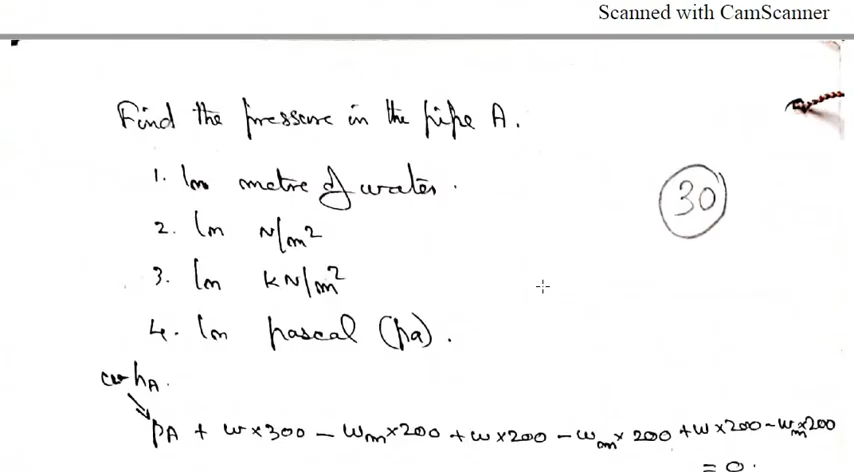 Scanned with CamScanner
Find the pressure in the pipe A.
1. In metre of water.
30
2. In N/m²
3. In kN/m²
4. In pascal (pa).
whA.
pA + w×300 - wm×200 + w×200 - wm×200 + w×200 - wm×200
= 0.